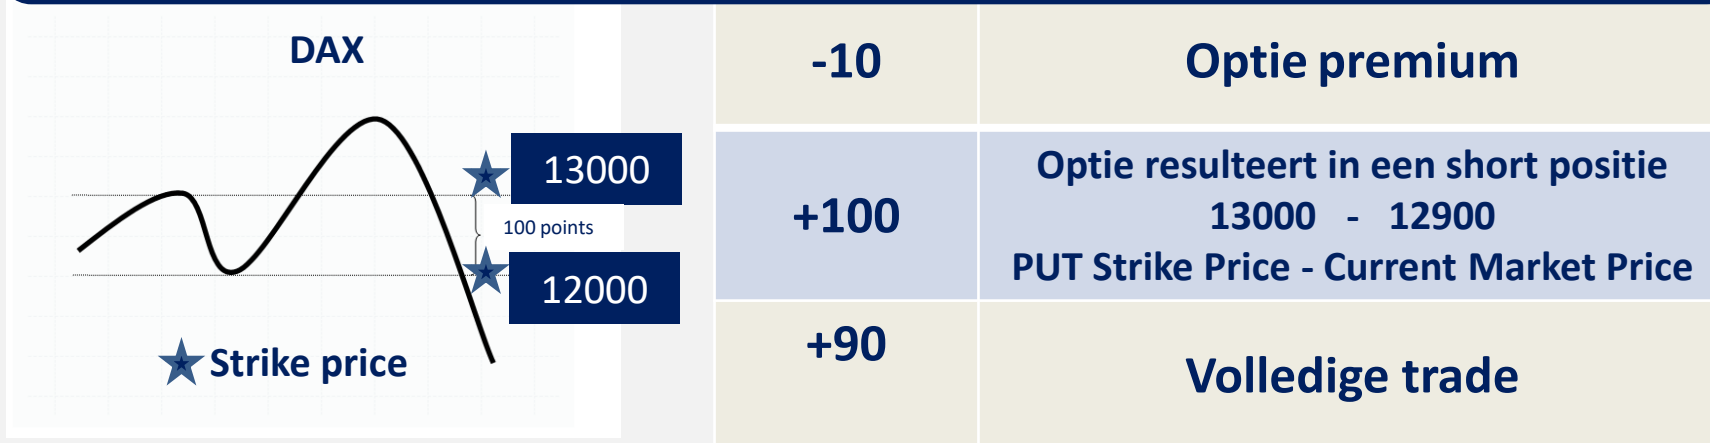 DAX
13000
100 points
12000
Strike price
-10
Optie premium
+100
Optie resulteert in een short positie
13000 - 12900
PUT Strike Price - Current Market Price
+90
Volledige trade